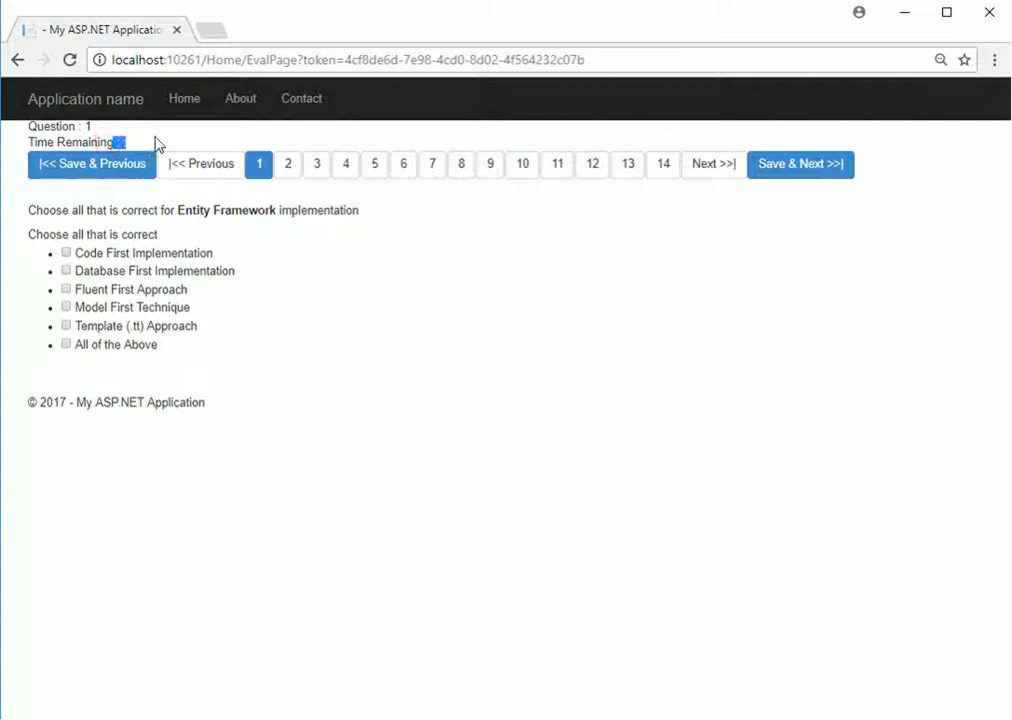 - My ASP.NET Applicatio
localhost:10261/Home/EvalPage?token=4cf8de6d-7e98-4cd0-8d02-4f564232c07b
Application name Home About Contact
Question : 1
Time Remaining
|<< Save & Previous |<< Previous 1 2 3 4 5 6 7 8 9 10 11 12 13 14 Next >>| Save & Next >>|
Choose all that is correct for Entity Framework implementation
Choose all that is correct
Code First Implementation
Database First Implementation
Fluent First Approach
Model First Technique
Template (.tt) Approach
All of the Above
© 2017 - My ASP.NET Application